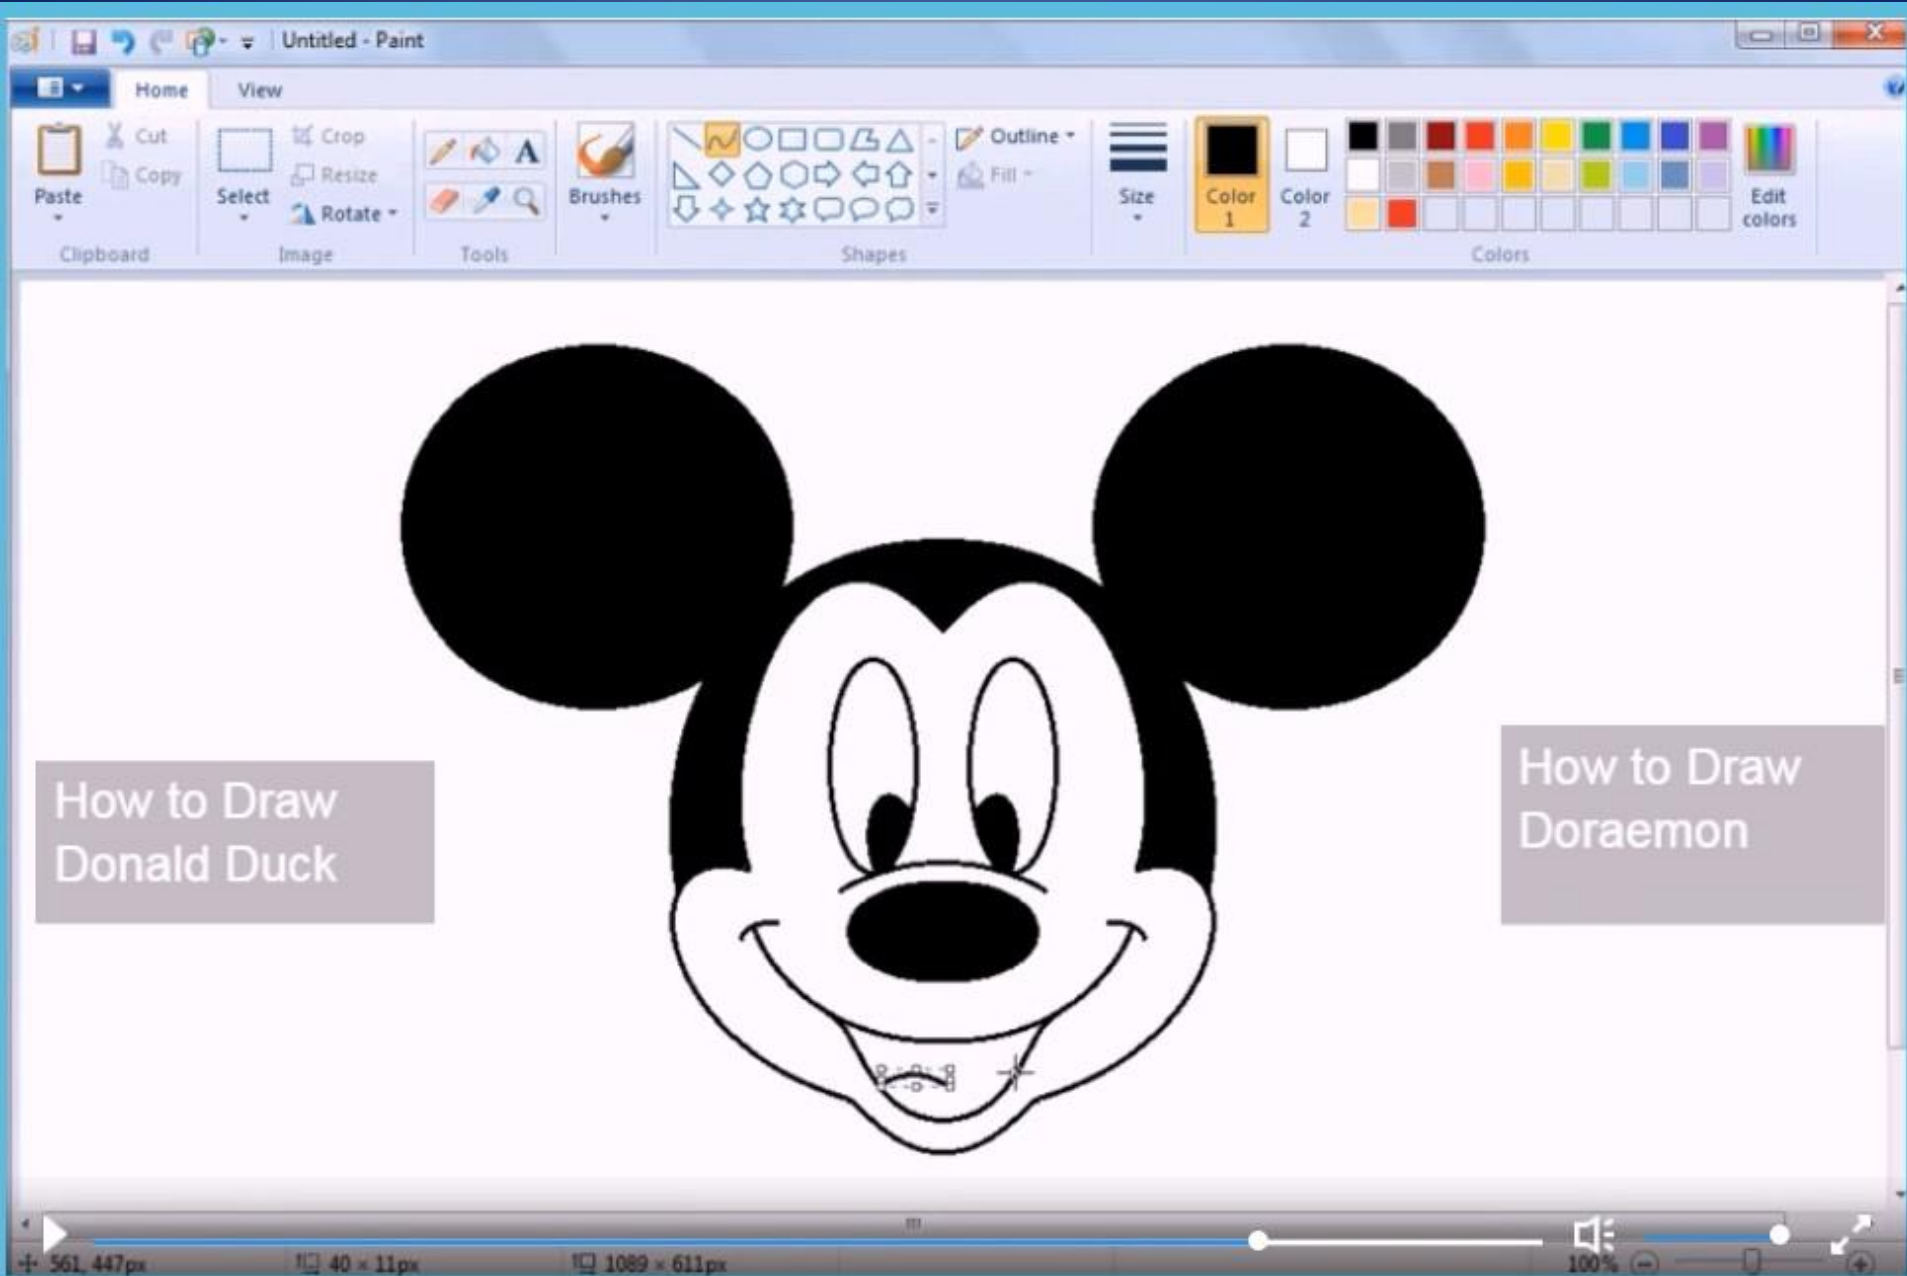 Untitled - Paint
Home View
Cut
Copy
Paste
Clipboard
Crop
Resize
Rotate
Select
Image
A
Tools
Brushes
Outline
Fill
Shapes
Size
Color
1
Color
2
Edit
colors
Colors
How to Draw
Donald Duck
How to Draw
Doraemon
561, 447px
40 × 11px
1089 × 611px
100%